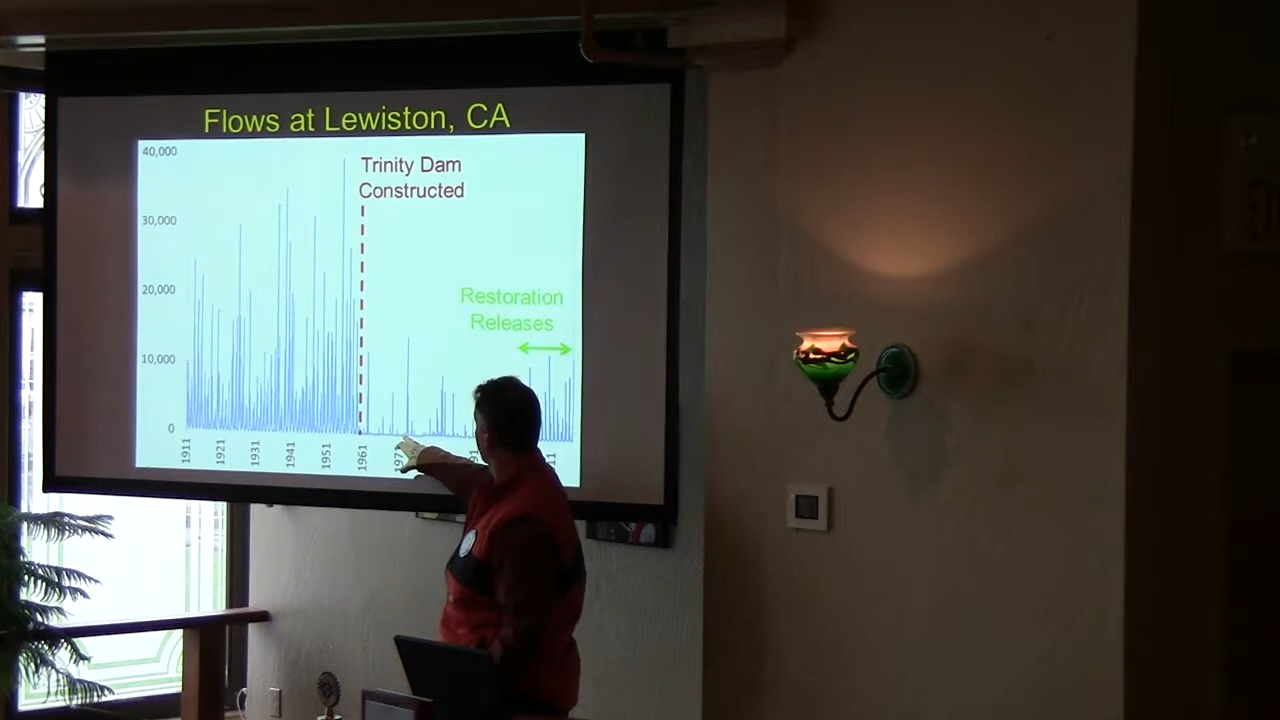 Flows at Lewiston, CA
40,000
Trinity Dam
Constructed
30,000
20,000
Restoration
Releases
10,000
0
1911
1921
1931
1941
1951
1961